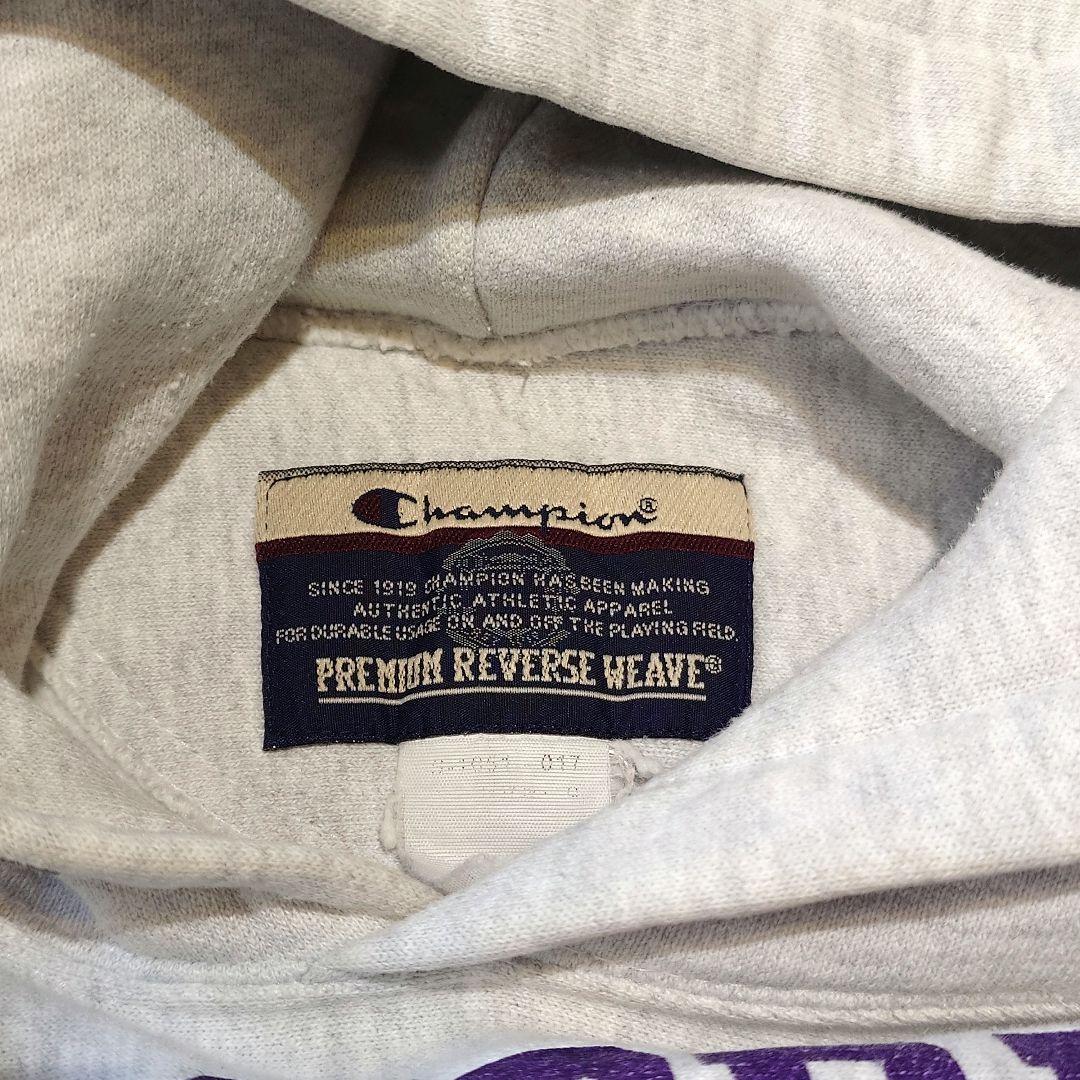 Champion®
SINCE 1919 CHAMPION HAS BEEN MAKING
AUTHENTIC ATHLETIC APPAREL
FOR DURABLE USAGE ON AND OFF THE PLAYING FIELD.
PREMIUM REVERSE WEAVE®
017